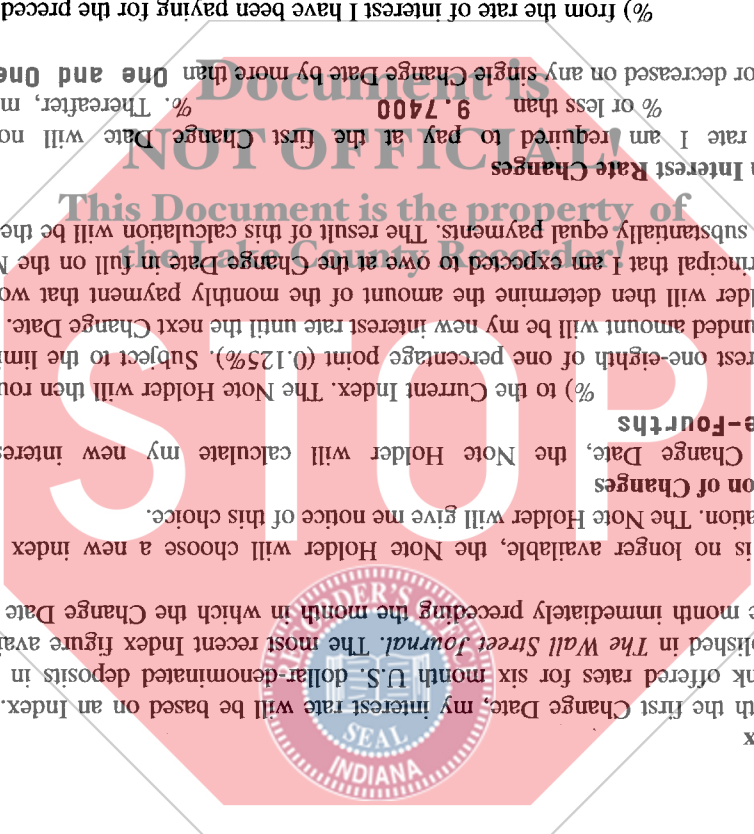 x
th the first Change Date, my interest rate will be based on an Index.
nk offered rates for six month U.S. dollar-denominated deposits in
blished in The Wall Street Journal. The most recent Index figure avai
e month immediately preceding the month in which the Change Date
is no longer available, the Note Holder will choose a new index
ation. The Note Holder will give me notice of this choice.
on of Changes
Change Date, the Note Holder will calculate my new interes
e-Fourths
%) to the Current Index. The Note Holder will then rou
rest one-eighth of one percentage point (0.125%). Subject to the limi
unded amount will be my new interest rate until the next Change Date.
lder will then determine the amount of the monthly payment that wo
rincipal that I am expected to owe at the Change Date in full on the M
substantially equal payments. The result of this calculation will be the
n Interest Rate Changes
rate I am required to pay at the first Change Date will no
% or less than 9.7400 %. Thereafter, m
or decreased on any single Change Date by more than One and One
%) from the rate of interest I have been paying for the preced
Document is
NOT OFFICIAL!
This Document is the property of
the Lake County Recorder!
STOP
RECORDER'S OFFICE
SEAL
INDIANA